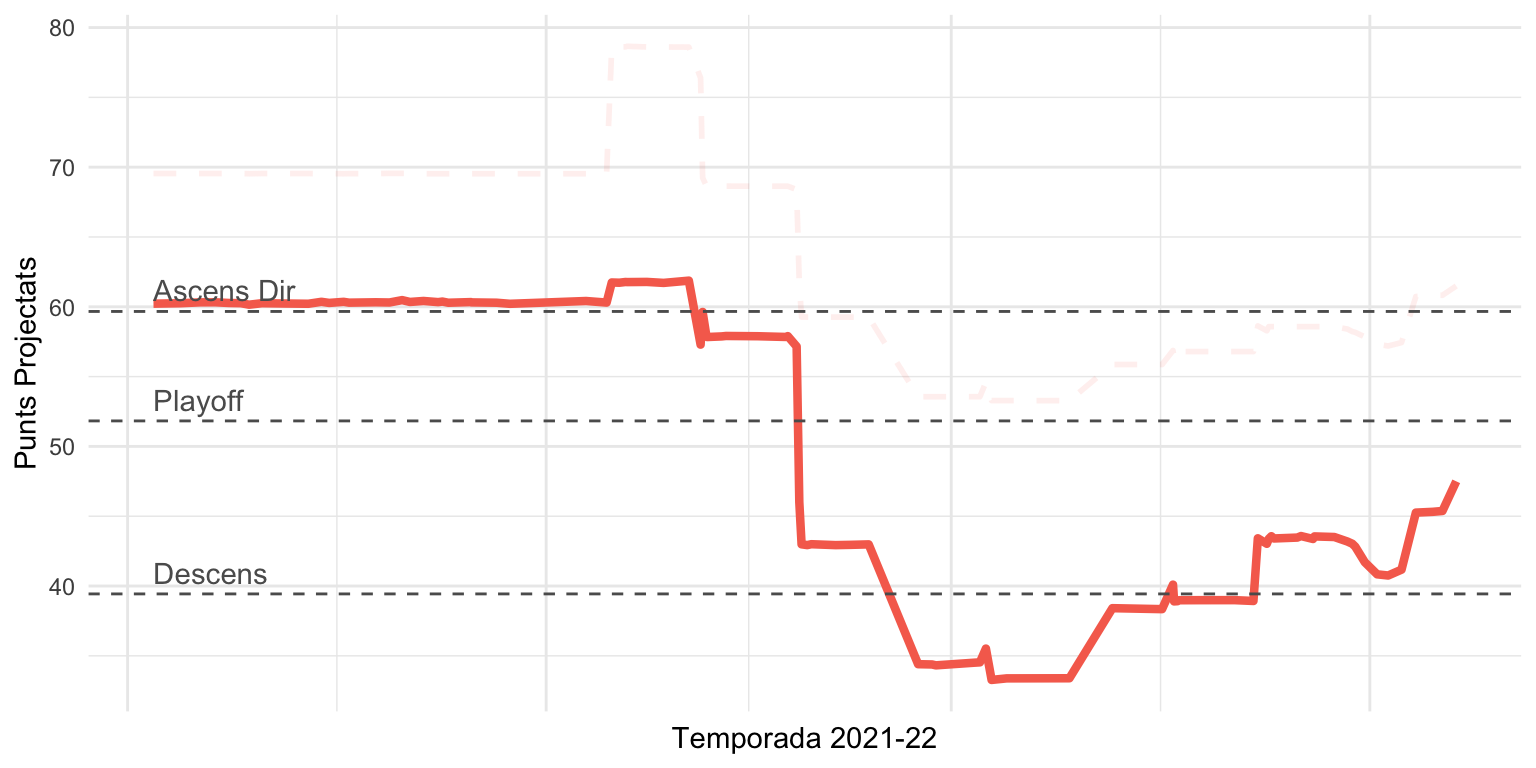 80
70
60
50
40
Punts Projectats
Ascens Dir
Playoff
Descens
Temporada 2021-22